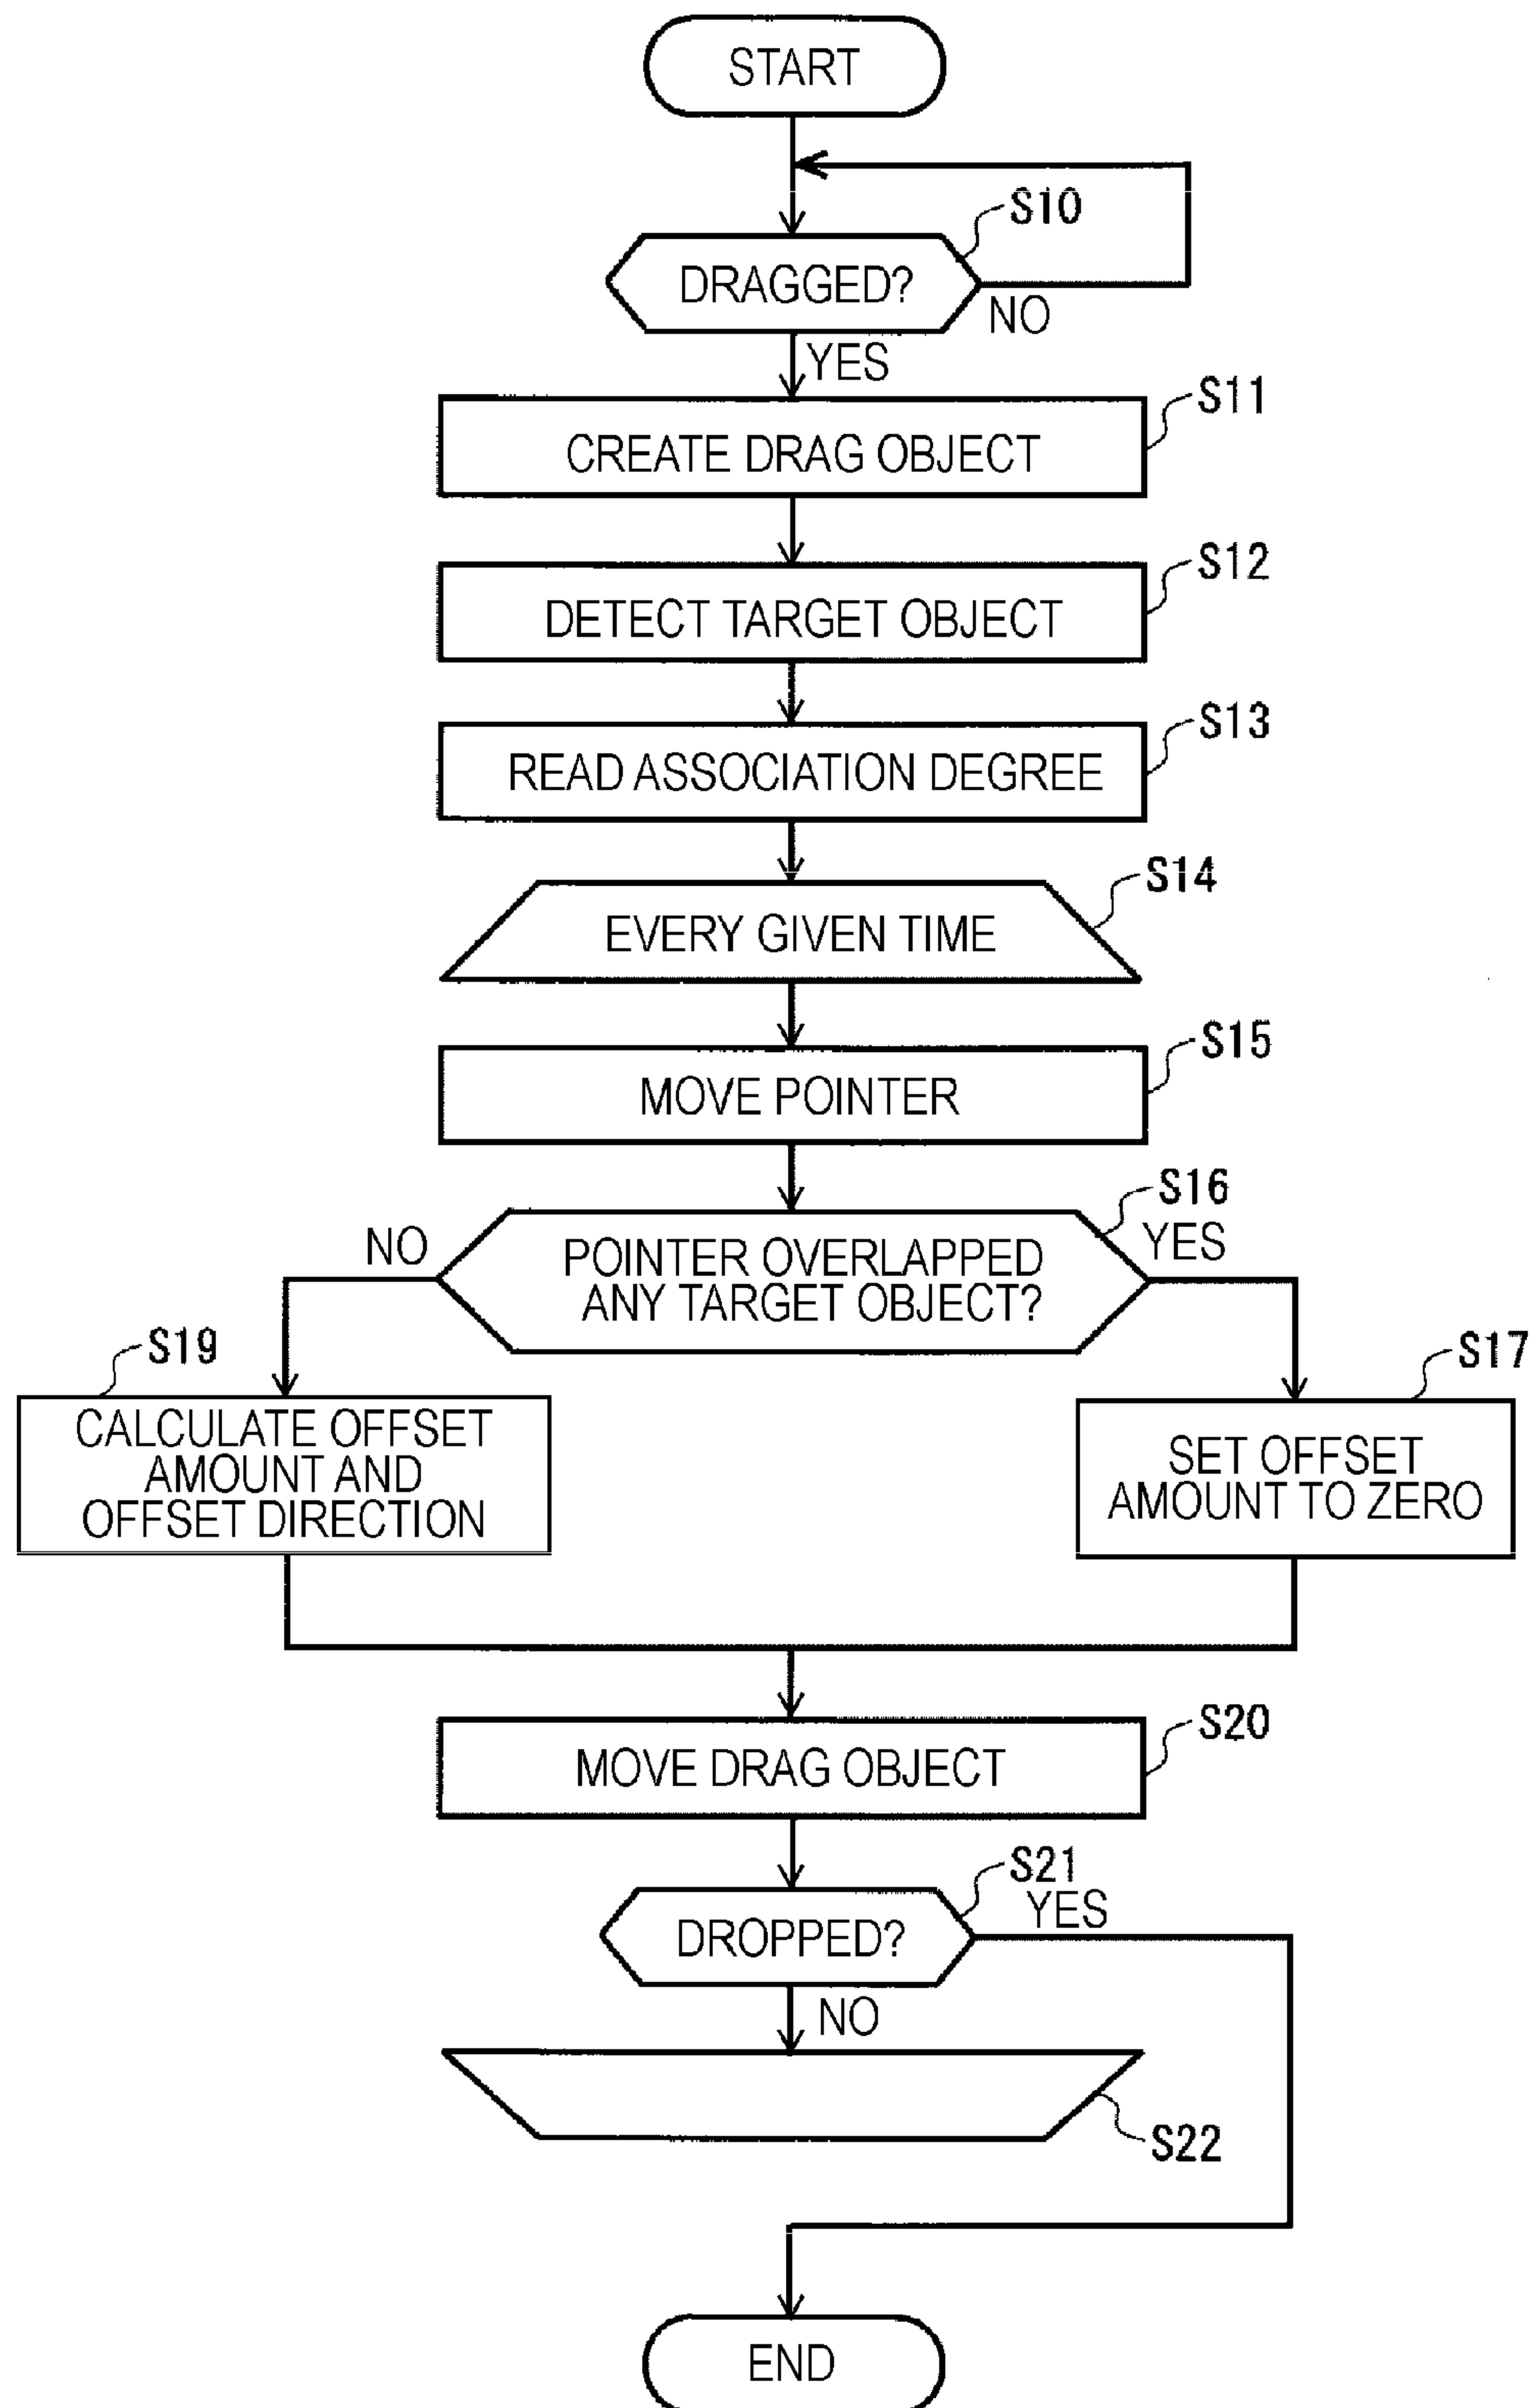 START
S10
DRAGGED?
NO
YES
S11
CREATE DRAG OBJECT
S12
DETECT TARGET OBJECT
S13
READ ASSOCIATION DEGREE
S14
EVERY GIVEN TIME
S15
MOVE POINTER
S16
NO
YES
POINTER OVERLAPPED
ANY TARGET OBJECT?
S19
CALCULATE OFFSET
AMOUNT AND
OFFSET DIRECTION
S17
SET OFFSET
AMOUNT TO ZERO
S20
MOVE DRAG OBJECT
S21
YES
DROPPED?
NO
S22
END